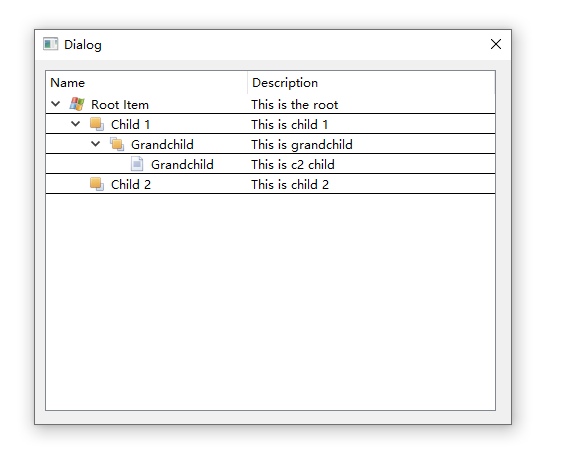 Dialog
Name Description
Root Item This is the root
Child 1 This is child 1
Grandchild This is grandchild
Grandchild This is c2 child
Child 2 This is child 2